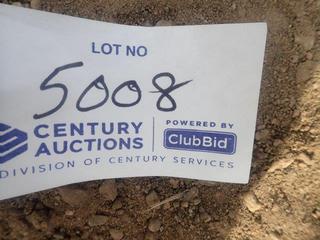 LOT NO
5008
CENTURY
AUCTIONS
POWERED BY
ClubBid
DIVISION OF CENTURY SERVICES